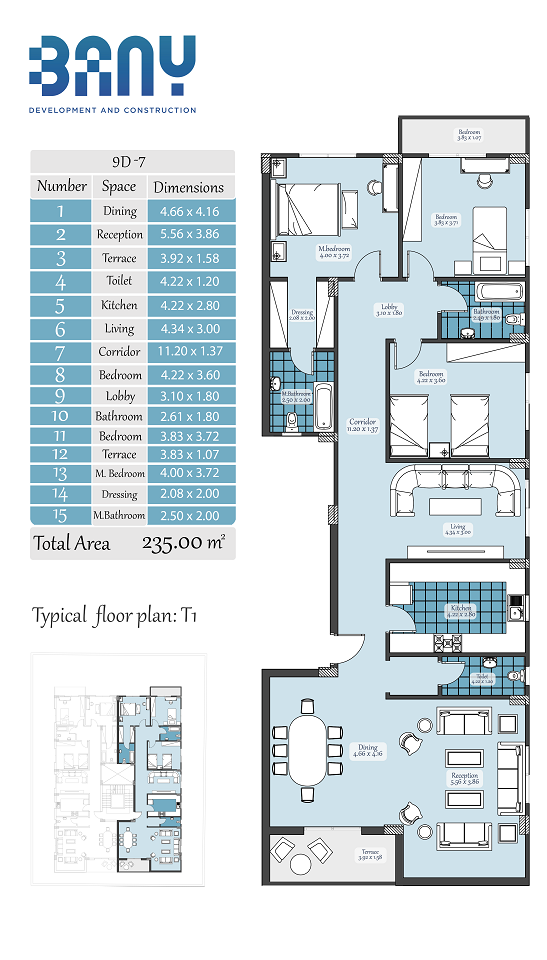 BANY
DEVELOPMENT AND CONSTRUCTION
9D-7
Number Space Dimensions
1 Dining 4.66 x 4.16
2 Reception 5.56 x 3.86
3 Terrace 3.92 x 1.58
4 Toilet 4.22 x 1.20
5 Kitchen 4.22 x 2.80
6 Living 4.34 x 3.00
7 Corridor 11.20 x 1.37
8 Bedroom 4.22 x 3.60
9 Lobby 3.10 x 1.80
10 Bathroom 2.61 x 1.80
11 Bedroom 3.83 x 3.72
12 Terrace 3.83 x 1.07
13 M. Bedroom 4.00 x 3.72
14 Dressing 2.08 x 2.00
15 M.Bathroom 2.50 x 2.00
Total Area 235.00 m²
Typical floor plan: T1
Bedroom
3.83 x 1.07
Bedroom
3.83 x 3.71
M.bedroom
4.00 x 3.72
Dressing
2.08 x 2.00
Lobby
3.10 x 1.80
Bathroom
2.49 x 1.80
M.Bathroom
2.50 x 2.00
Bedroom
4.22 x 3.60
Corridor
11.20 x 1.37
Living
4.34 x 3.00
Kitchen
4.22 x 2.80
Toilet
4.22 x 1.20
Dining
4.66 x 4.16
Reception
5.56 x 3.86
Terrace
3.92 x 1.58